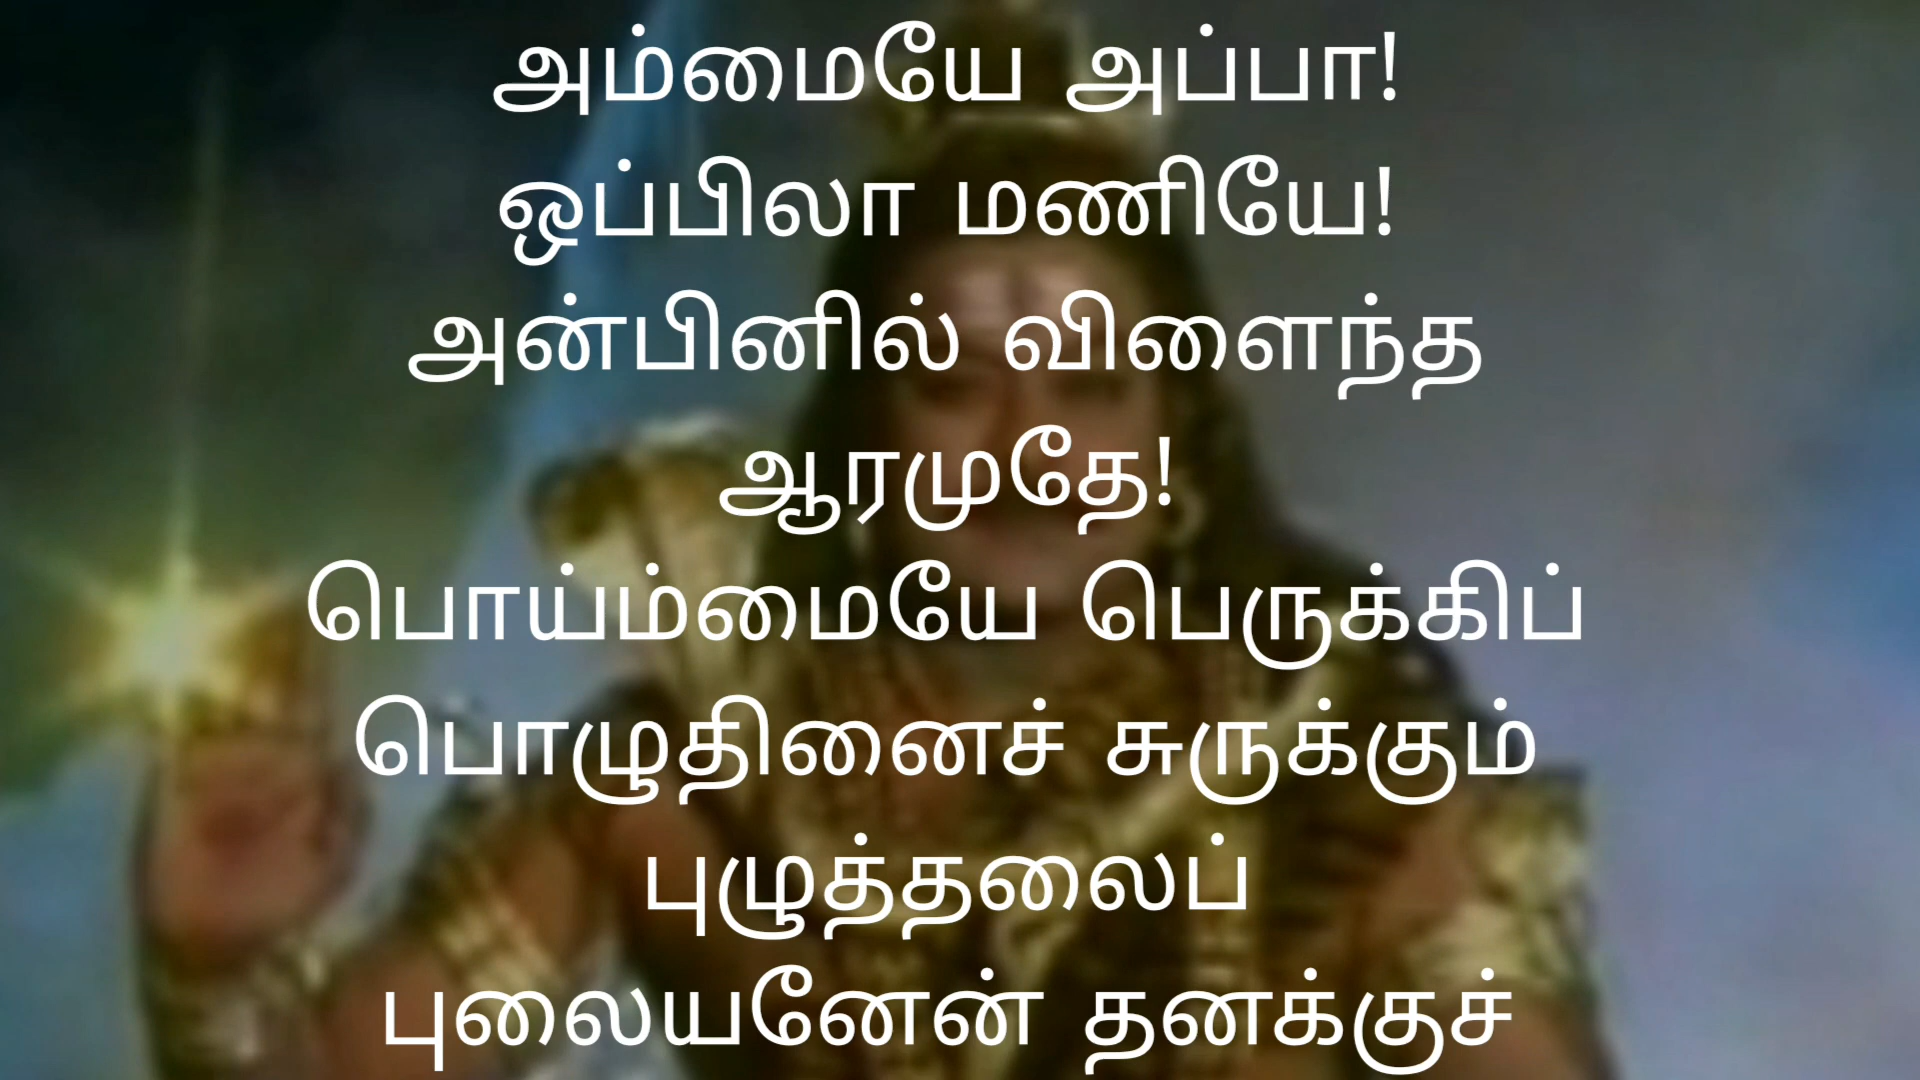 அம்மையே அப்பா!
ஒப்பிலா மணியே!
அன்பினில் விளைந்த
ஆரமுதே!
பொய்ம்மையே பெருக்கிப்
பொழுதினைச் சுருக்கும்
புழுத்தலைப்
புலையனேன் தனக்குச்